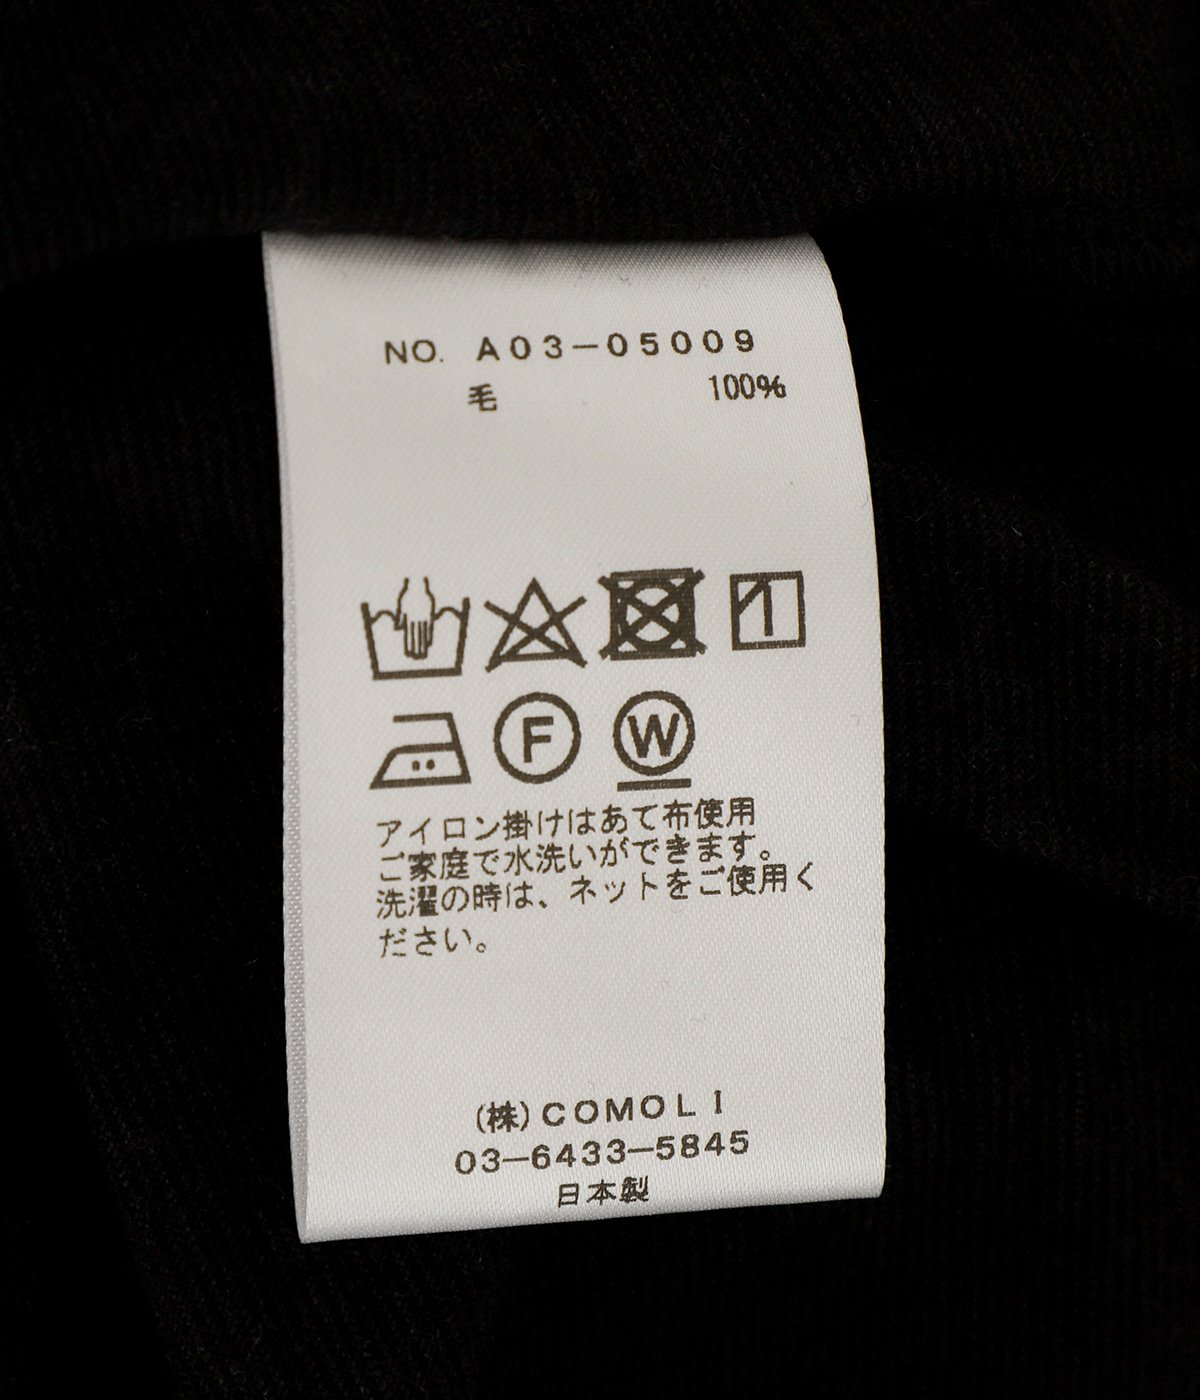 NO. A03-05009
毛 100%
F W
アイロン掛けはあて布使用
ご家庭で水洗いができます。
洗濯の時は、ネットをご使用く
ださい。
(株)COMOLI
03-6433-5845
日本製